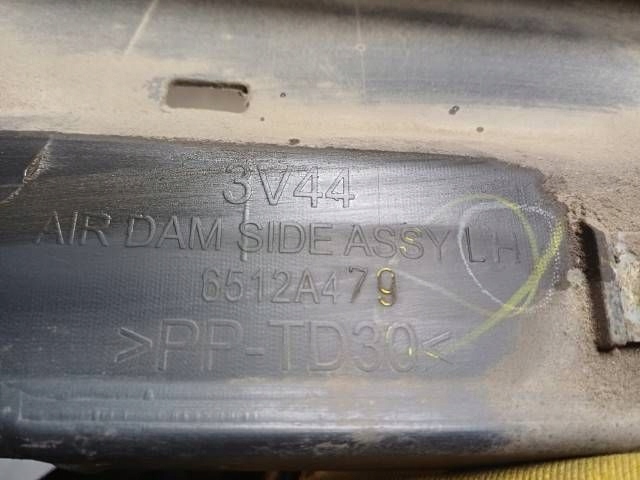 3V44
AIR DAM SIDE ASSY LH
6512A479
>PP-TD30<